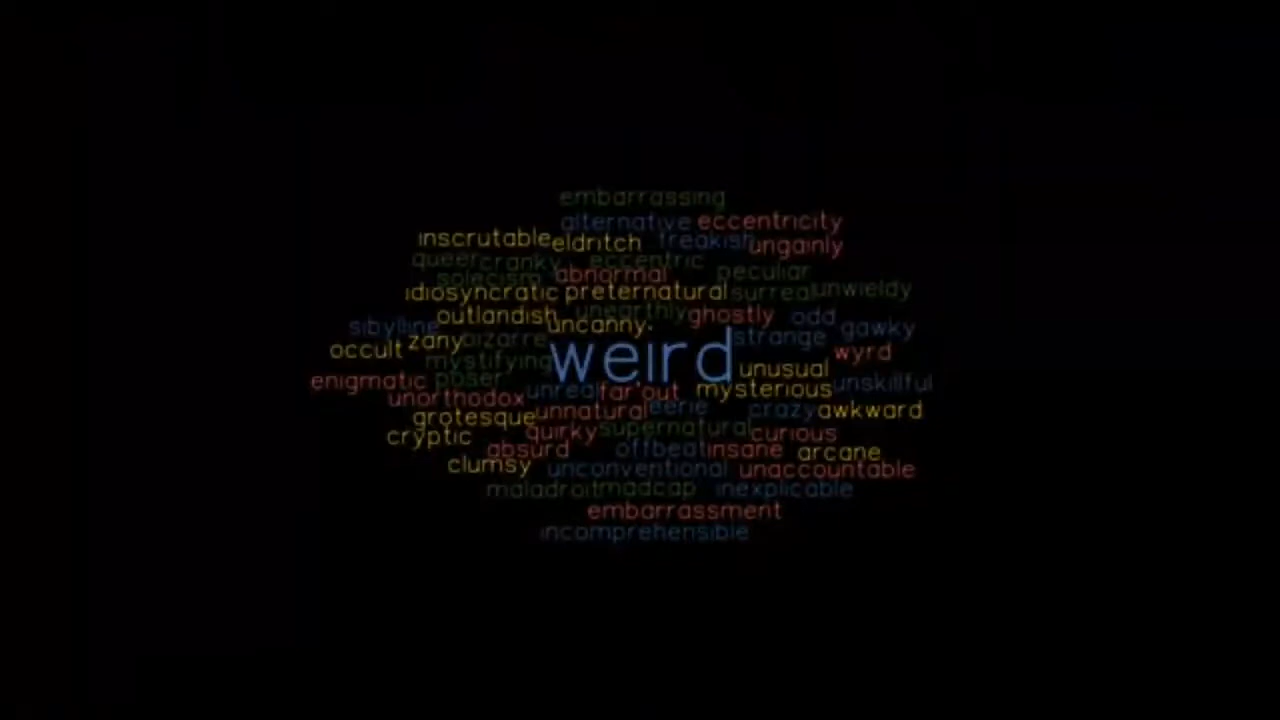 embarrassing
alternative eccentricity
inscrutable eldritch freakish ungainly
queer cranky eccentric
solecism abnormal peculiar
idiosyncratic preternatural surreal unwieldy
outlandish unearthly ghostly odd
sibylline uncanny. strange gawky
occult zany bizarre weird wyrd
mystifying unusual
enigmatic poser unreal far'out mysterious unskillful
unorthodox unnatural eerie crazy awkward
grotesque quirky supernatural curious
cryptic absurd offbeat insane arcane
clumsy unconventional unaccountable
maladroit madcap inexplicable
embarrassment
incomprehensible